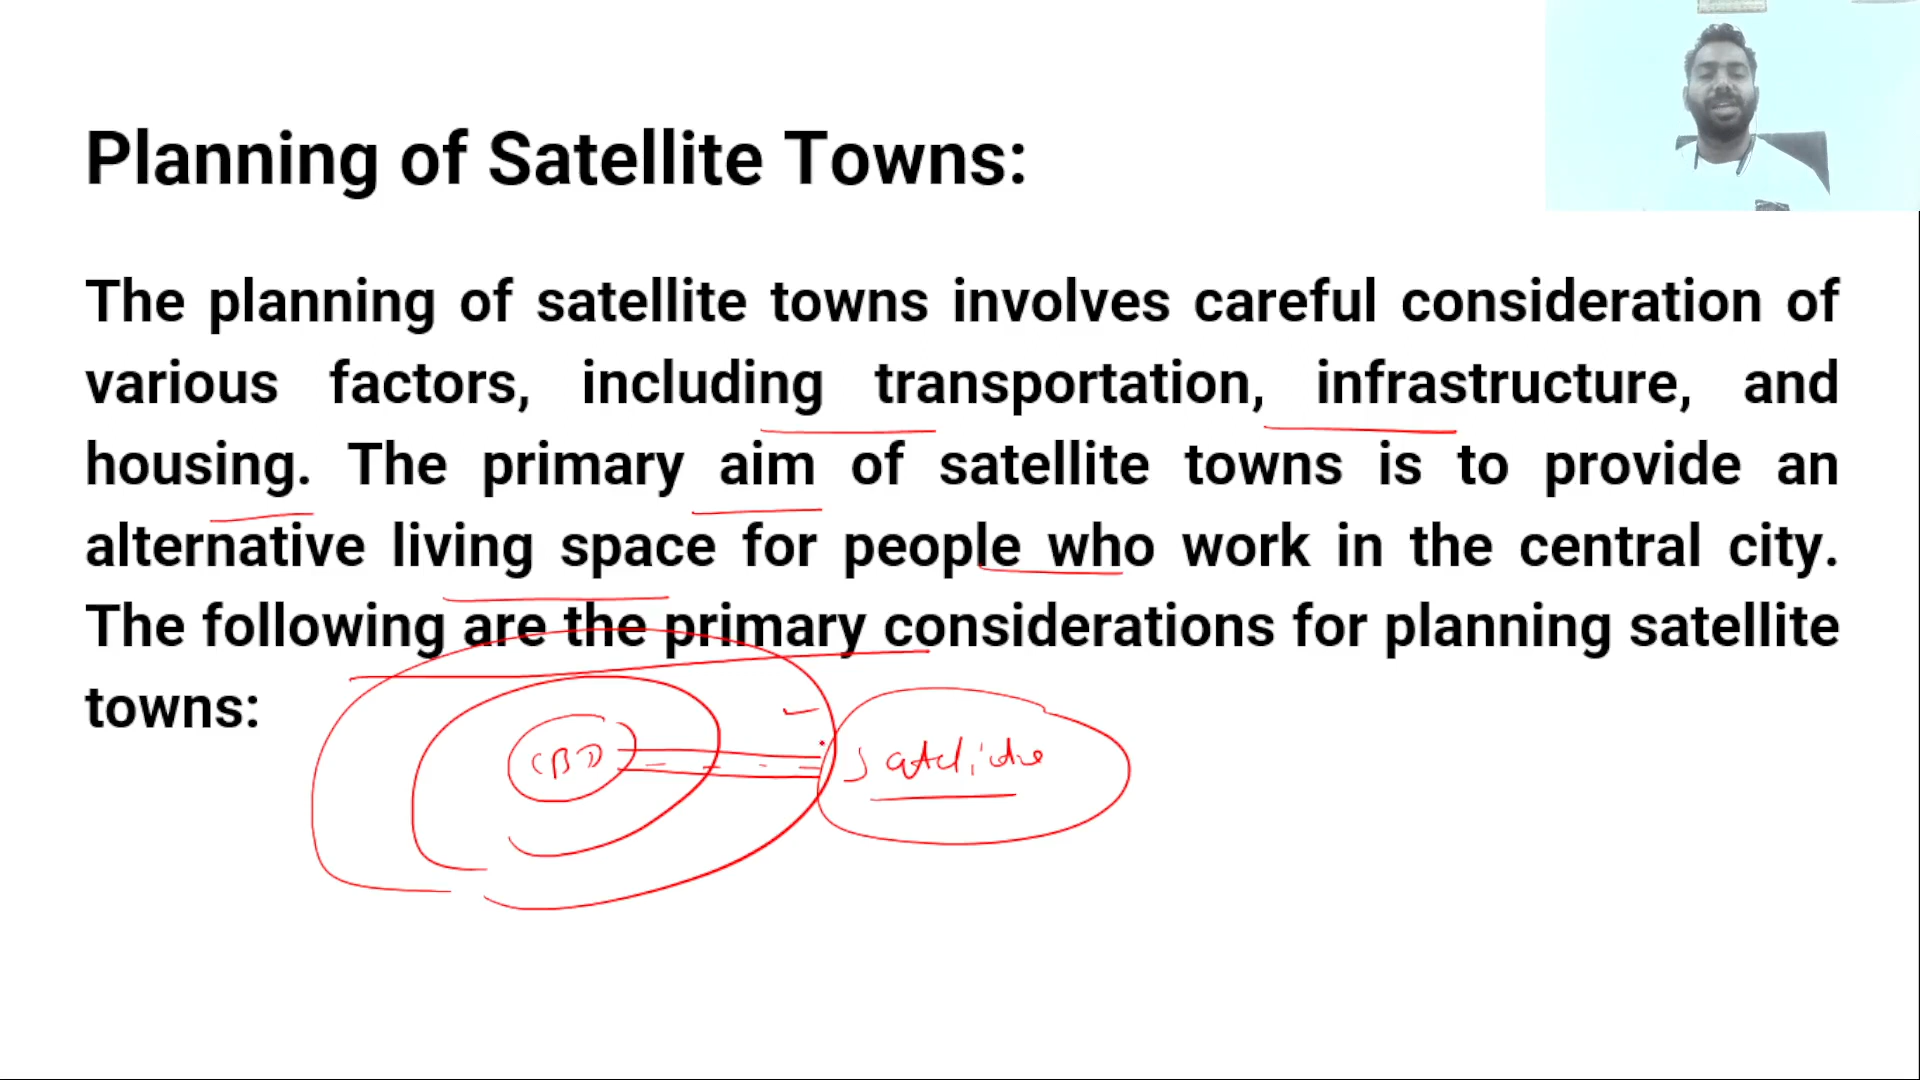 Planning of Satellite Towns:
The planning of satellite towns involves careful consideration of
various factors, including transportation, infrastructure, and
housing. The primary aim of satellite towns is to provide an
alternative living space for people who work in the central city.
The following are the primary considerations for planning satellite
towns:
CBD